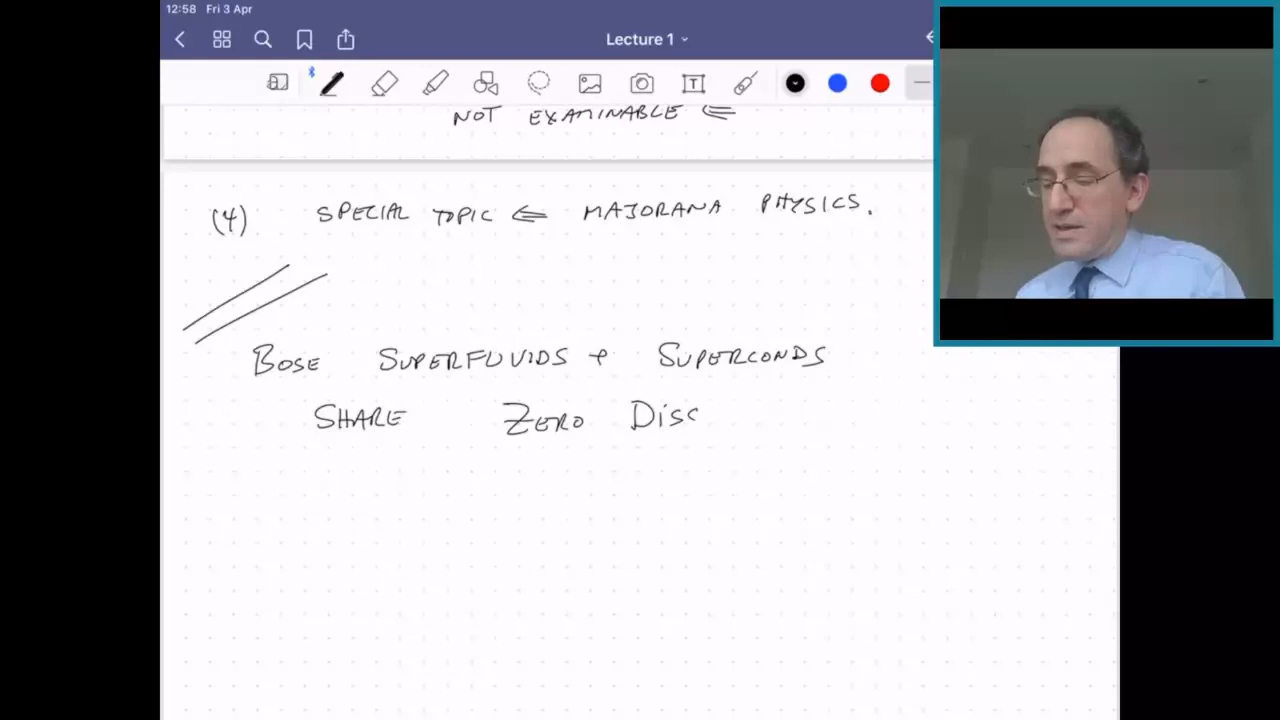 12:58 Fri 3 Apr
Lecture 1
T
NOT EXAMINABLE ⇐
(4) SPECIAL TOPIC ⇐ MAJORANA PHYSICS.
BOSE SUPERFLUIDS + SUPERCONDS
SHARE ZERO DISC